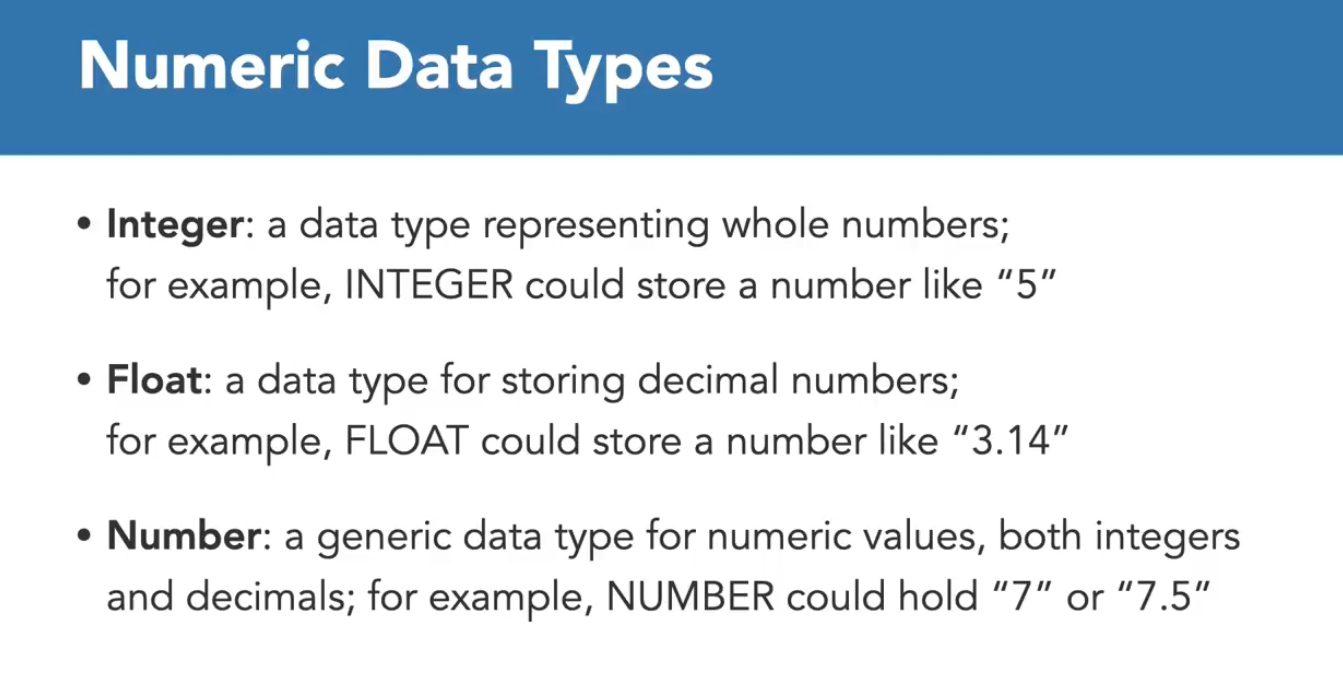 Numeric Data Types
• Integer: a data type representing whole numbers;
for example, INTEGER could store a number like “5”
• Float: a data type for storing decimal numbers;
for example, FLOAT could store a number like “3.14”
• Number: a generic data type for numeric values, both integers
and decimals; for example, NUMBER could hold “7” or “7.5”